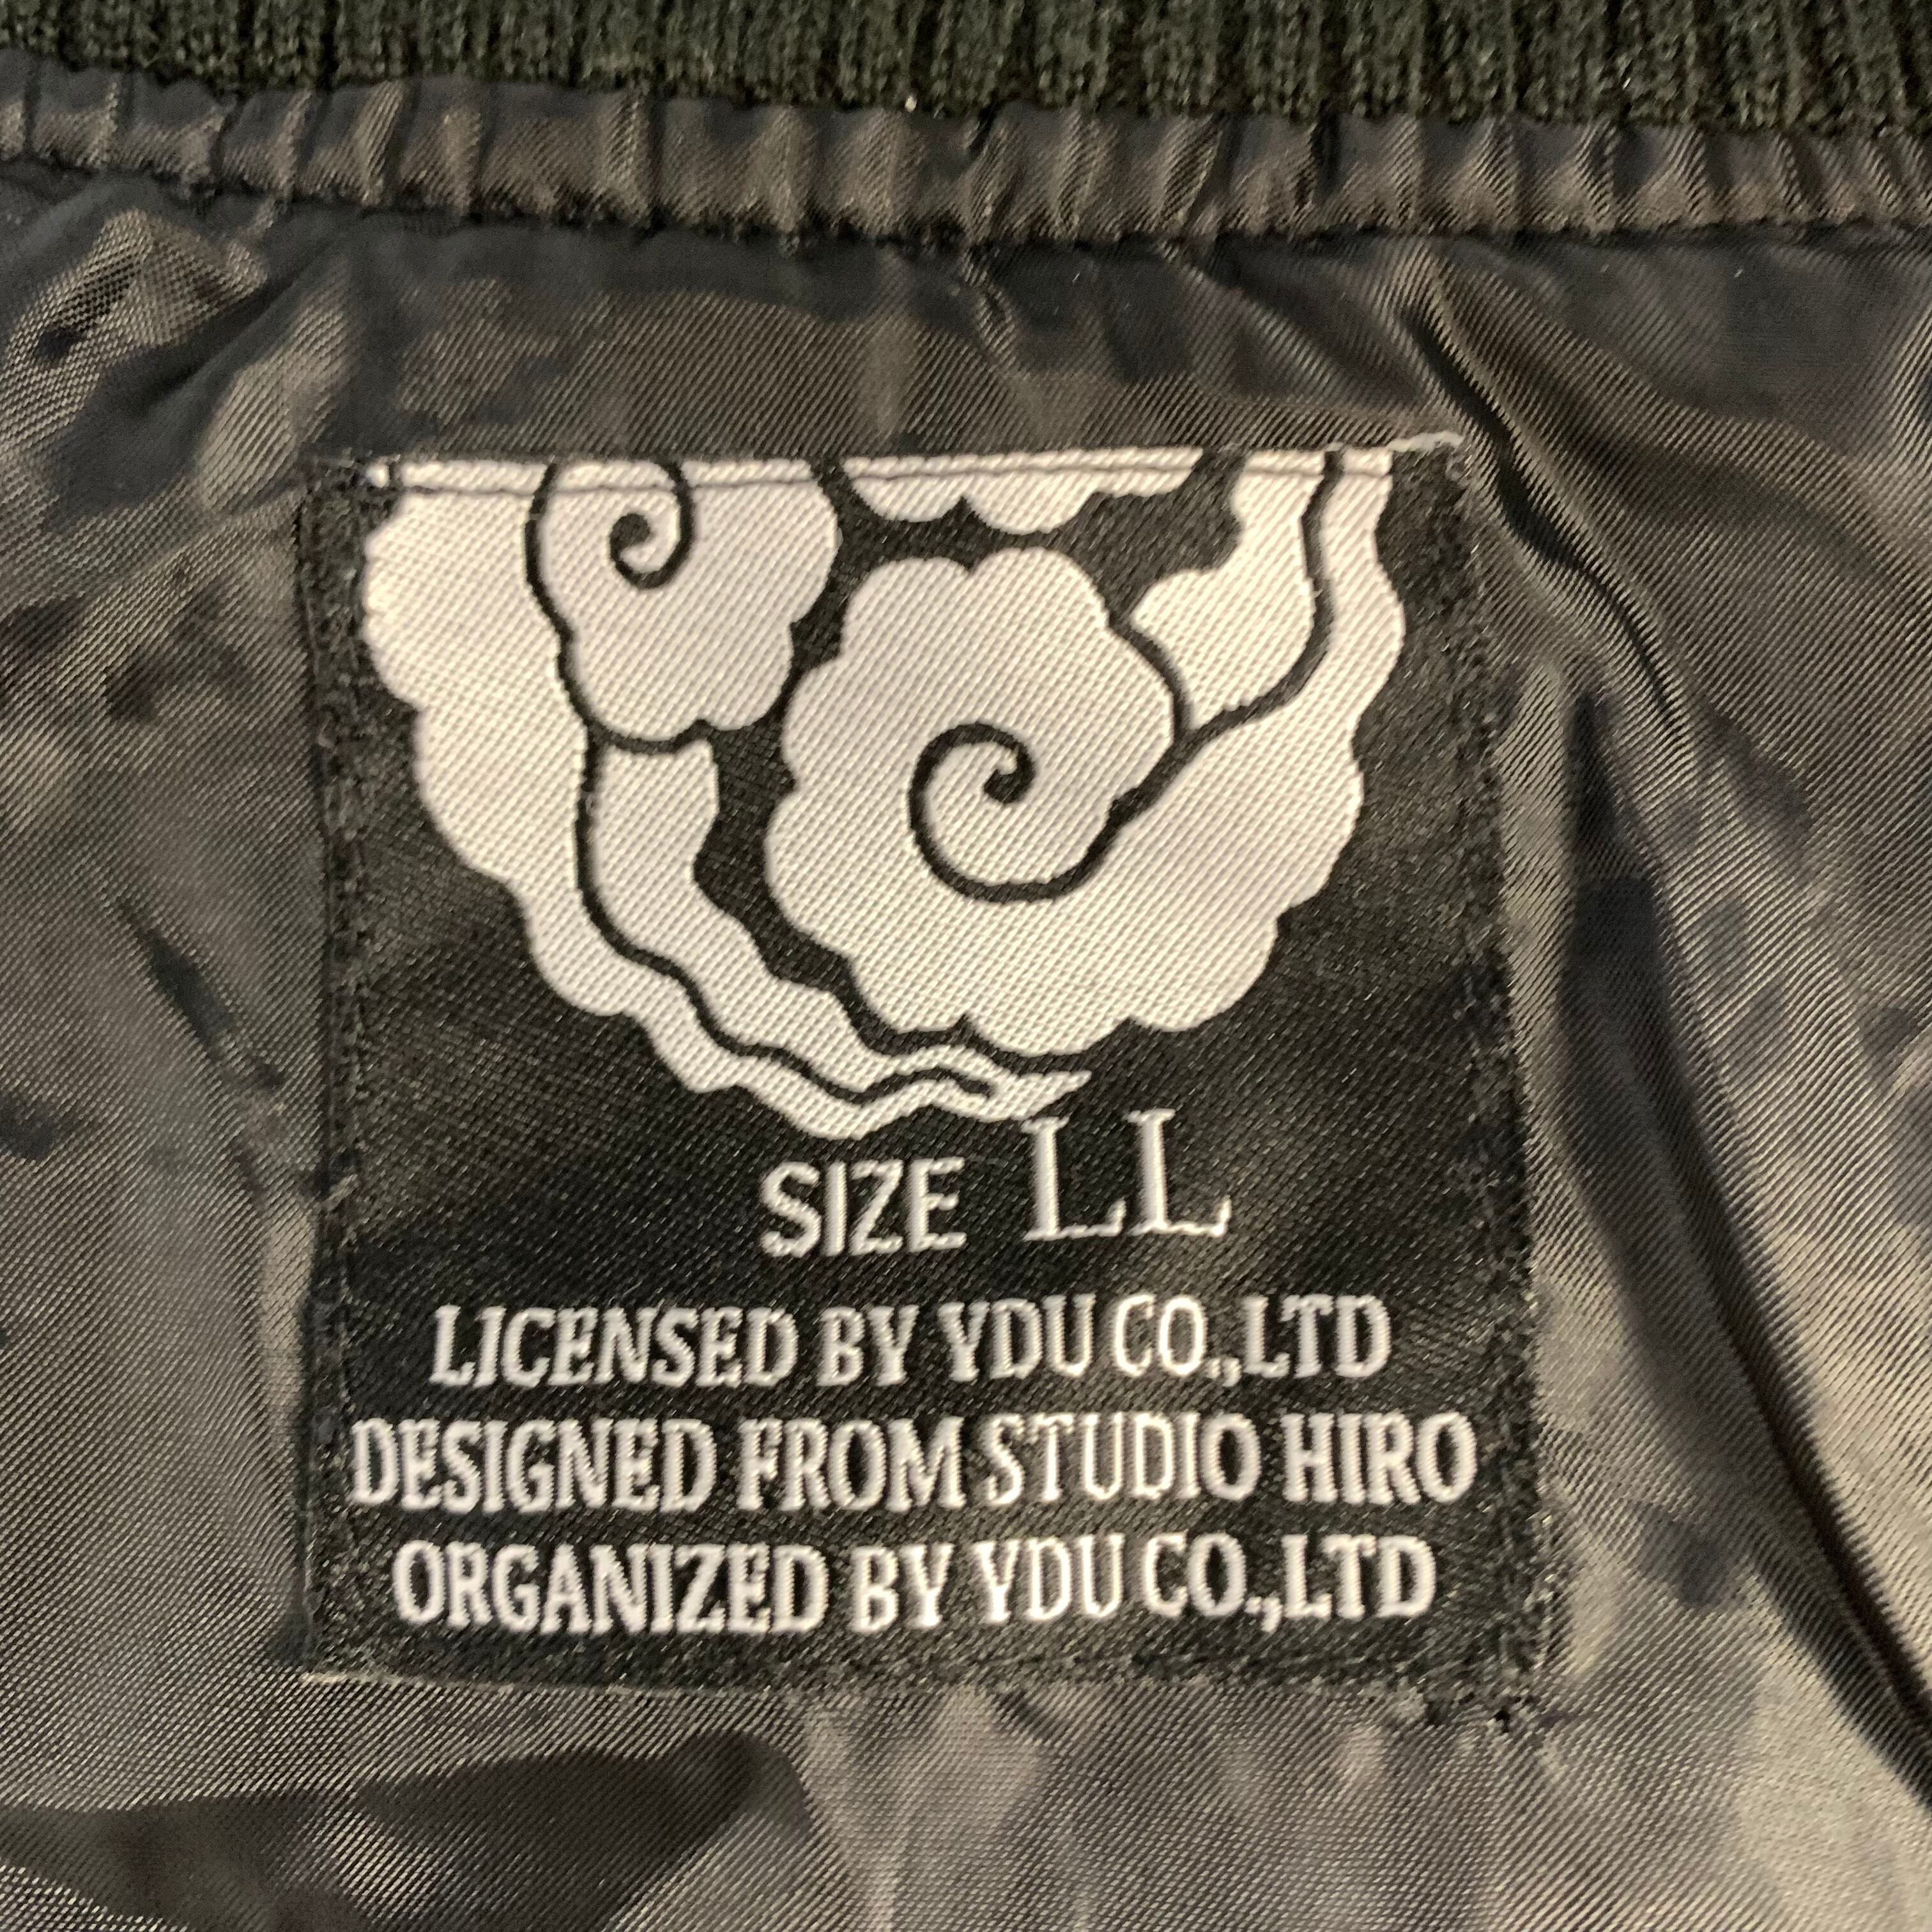 SIZE LL
LICENSED BY YDU CO.,LTD
DESIGNED FROM STUDIO HIRO
ORGANIZED BY YDU CO.,LTD